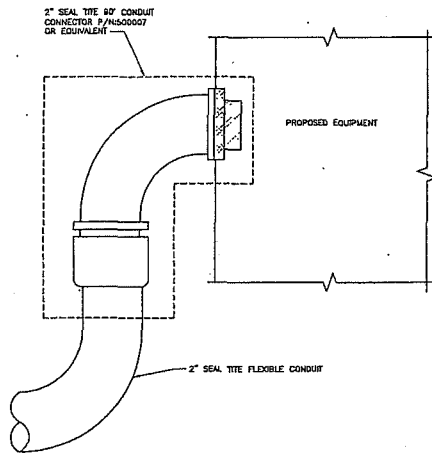 2" SEAL TITE 90° CONDUIT
CONNECTOR P/N:500007
OR EQUIVALENT
PROPOSED EQUIPMENT
2" SEAL TITE FLEXIBLE CONDUIT